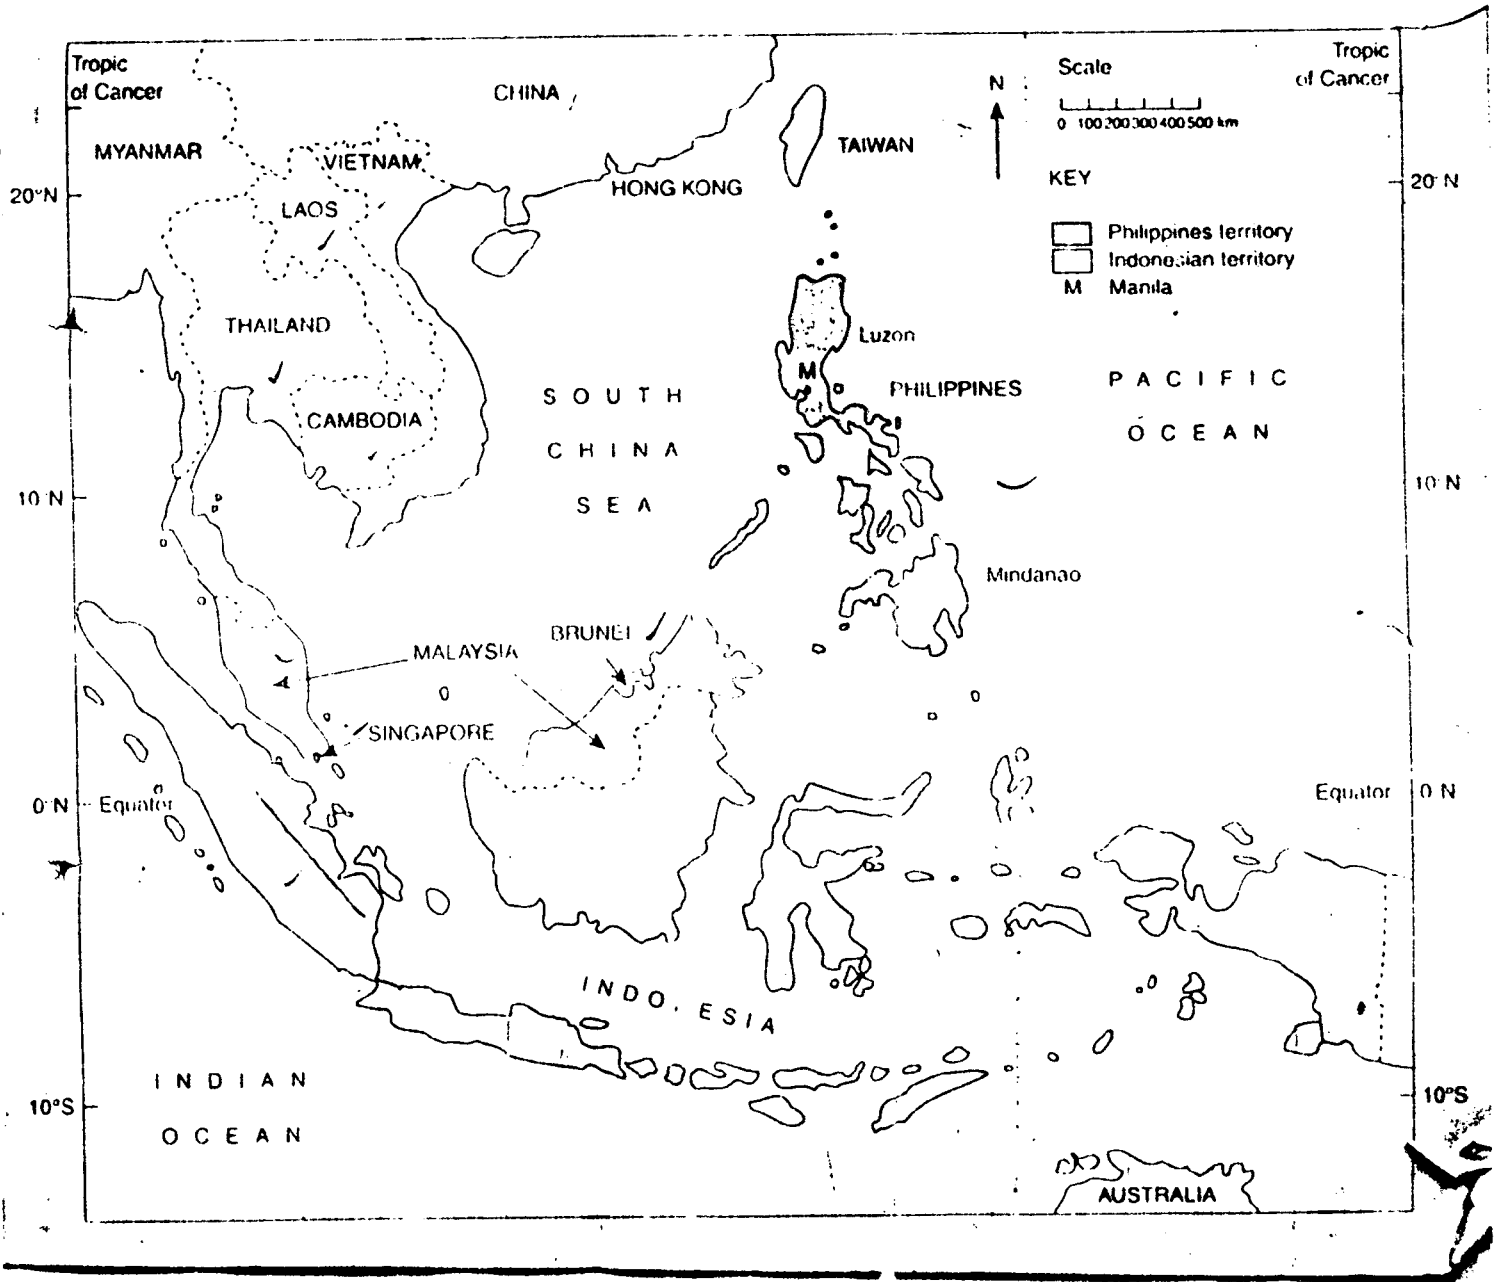 Tropic
of Cancer
CHINA
N
Scale
0 100 200 300 400 500 km
Tropic
of Cancer
MYANMAR
VIETNAM
TAIWAN
20°N
LAOS
HONG KONG
KEY
20°N
Philippines territory
Indonesian territory
M Manila
THAILAND
Luzon
M
SOUTH
CHINA
SEA
PHILIPPINES
PACIFIC
OCEAN
CAMBODIA
10°N
10°N
Mindanao
BRUNEI
MALAYSIA
SINGAPORE
0°N
Equator
Equator
0°N
INDO.ESIA
INDIAN
OCEAN
10°S
10°S
AUSTRALIA